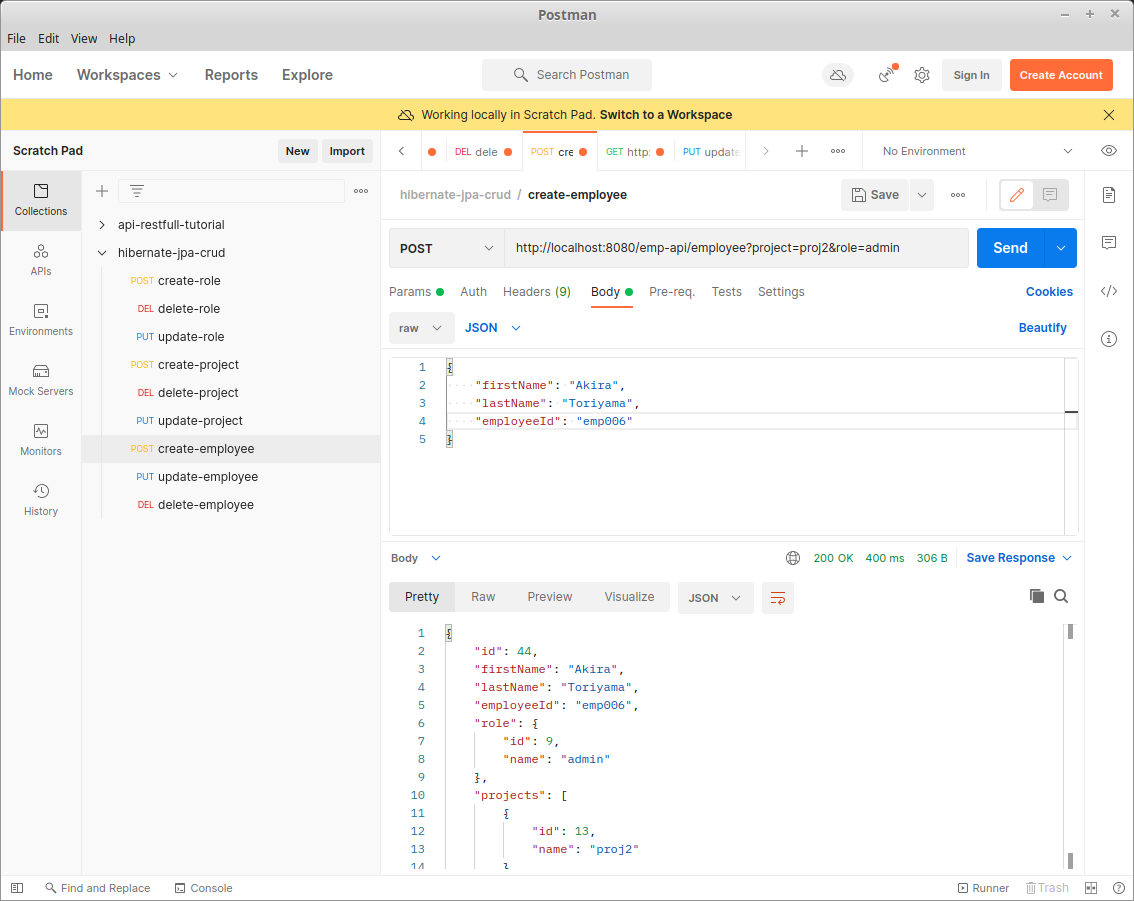 Postman
File Edit View Help
Home Workspaces Reports Explore Search Postman Sign In Create Account
Working locally in Scratch Pad. Switch to a Workspace
Scratch Pad New Import
DEL dele POST cre GET http: PUT update
No Environment
Collections
APIs
Environments
Mock Servers
Monitors
History
api-restfull-tutorial
hibernate-jpa-crud
POST create-role
DEL delete-role
PUT update-role
POST create-project
DEL delete-project
PUT update-project
POST create-employee
PUT update-employee
DEL delete-employee
hibernate-jpa-crud / create-employee Save
POST http://localhost:8080/emp-api/employee?project=proj2&role=admin Send
Params Auth Headers (9) Body Pre-req. Tests Settings Cookies
raw JSON Beautify
1 {
2 "firstName": "Akira",
3 "lastName": "Toriyama",
4 "employeeId": "emp006"
5 }
Body 200 OK 400 ms 306 B Save Response
Pretty Raw Preview Visualize JSON
1 {
2 "id": 44,
3 "firstName": "Akira",
4 "lastName": "Toriyama",
5 "employeeId": "emp006",
6 "role": {
7 "id": 9,
8 "name": "admin"
9 },
10 "projects": [
11 {
12 "id": 13,
13 "name": "proj2"
14 }
Find and Replace Console Runner Trash